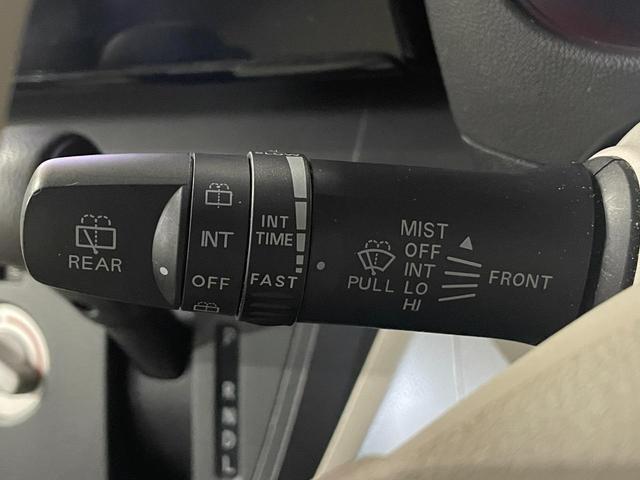 REAR
INT
OFF
INT
TIME
FAST
PULL
MIST
OFF
INT
LO
HI
FRONT
P
R
N
D
L